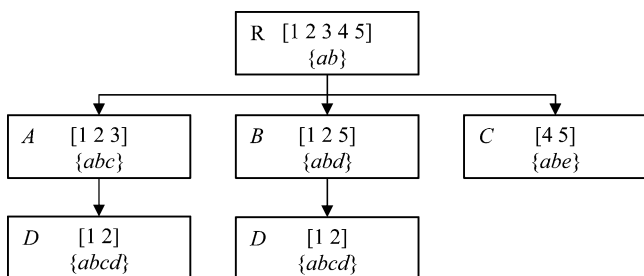 R [1 2 3 4 5]
{ab}
A [1 2 3]
{abc}
B [1 2 5]
{abd}
C [4 5]
{abe}
D [1 2]
{abcd}
D [1 2]
{abcd}